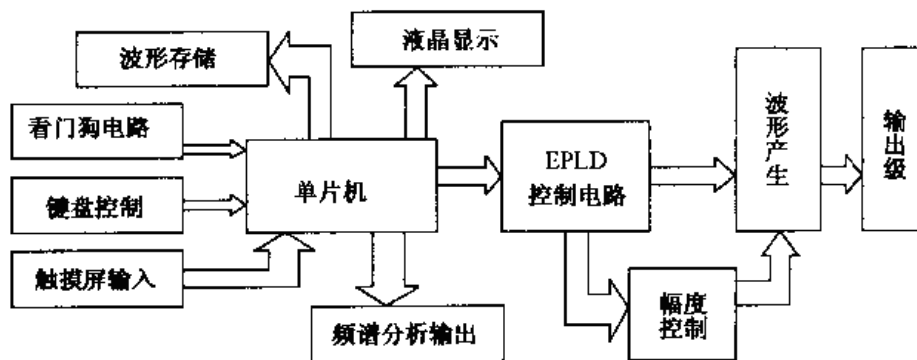 波形存储
液晶显示
看门狗电路
键盘控制
触摸屏输入
单片机
EPLD
控制电路
波形产生
输出级
幅度
控制
频谱分析输出